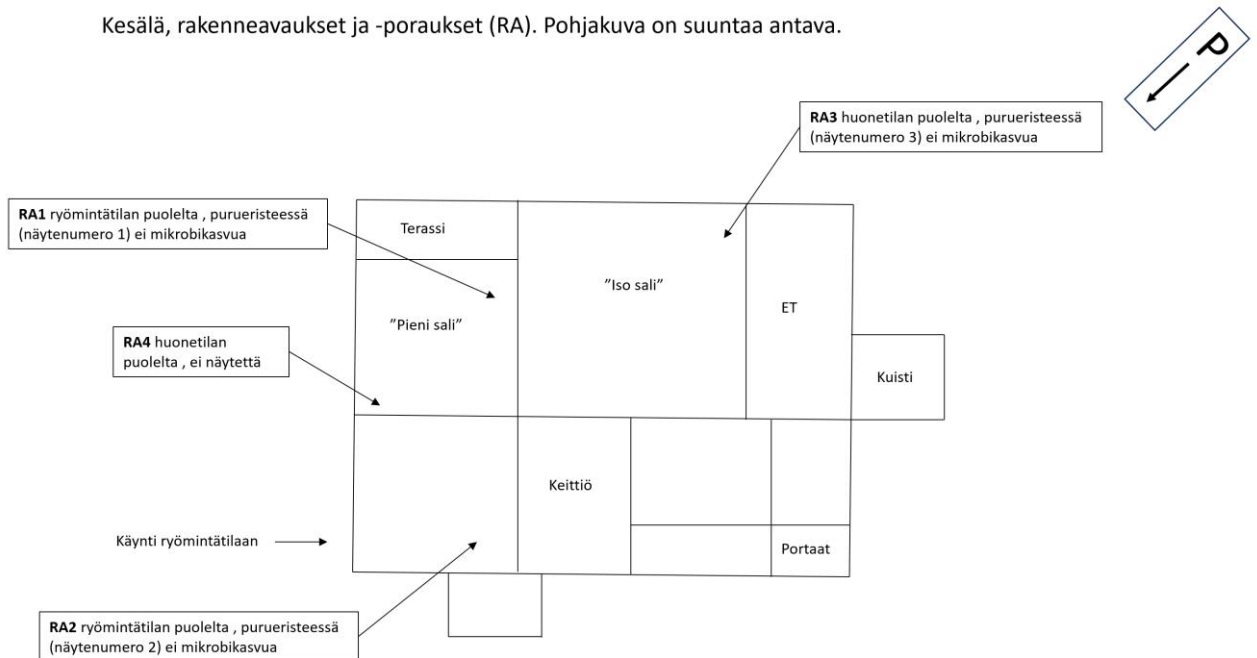 Kesälä, rakenneavaukset ja -poraukset (RA). Pohjakuva on suuntaa antava.
P
RA3 huonetilan puolelta , purueristeessä
(näytenumero 3) ei mikrobikasvua
RA1 ryömintätilan puolelta , purueristeessä
(näytenumero 1) ei mikrobikasvua
Terassi
"Iso sali"
ET
"Pieni sali"
RA4 huonetilan
puolelta , ei näytettä
Kuisti
Keittiö
Käynti ryömintätilaan
Portaat
RA2 ryömintätilan puolelta , purueristeessä
(näytenumero 2) ei mikrobikasvua